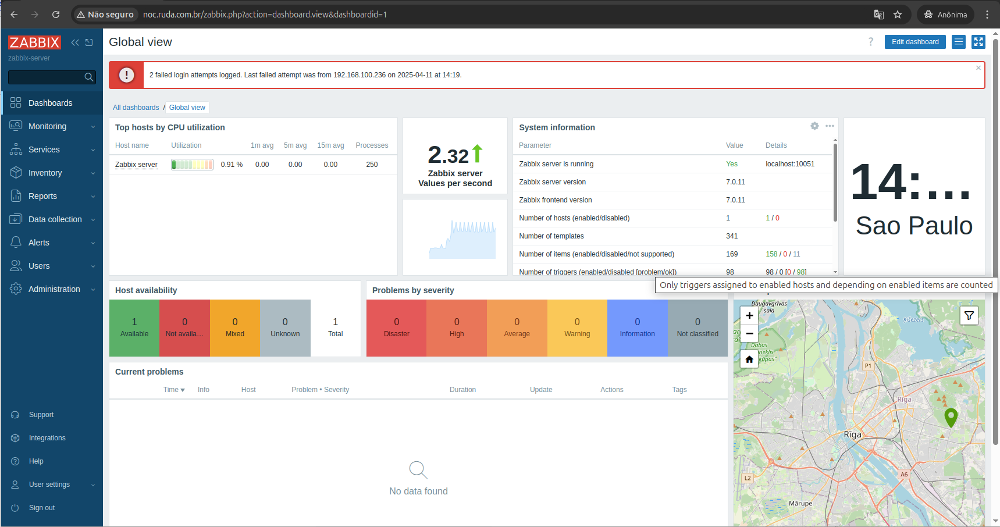 Não seguro
noc.ruda.com.br/zabbix.php?action=dashboard.view&dashboardid=1
Anônima
ZABBIX
zabbix-server
Dashboards
Monitoring
Services
Inventory
Reports
Data collection
Alerts
Users
Administration
Support
Integrations
Help
User settings
Sign out
Global view
?
Edit dashboard
2 failed login attempts logged. Last failed attempt was from 192.168.100.236 on 2025-04-11 at 14:19.
All dashboards / Global view
Top hosts by CPU utilization
Host name Utilization 1m avg 5m avg 15m avg Processes
Zabbix server 0.91 % 0.00 0.00 0.00 250
2.32
Zabbix server
Values per second
System information
Parameter Value Details
Zabbix server is running Yes localhost:10051
Zabbix server version 7.0.11
Zabbix frontend version 7.0.11
Number of hosts (enabled/disabled) 1 1 / 0
Number of templates 341
Number of items (enabled/disabled/not supported) 169 158 / 0 / 11
Number of triggers (enabled/disabled [problem/ok]) 98 98 / 0 [0 / 98]
14:...
Sao Paulo
Only triggers assigned to enabled hosts and depending on enabled items are counted
Host availability
1 Available
0 Not availa…
0 Mixed
0 Unknown
1 Total
Problems by severity
0 Disaster
0 High
0 Average
0 Warning
0 Information
0 Not classified
Current problems
Time Info Host Problem • Severity Duration Update Actions Tags
No data found
Daugavgrīvas
sala
Ķīšezers
+
−
Dabas
P1
Rīga
Rīga
L2
A6
Mārupe